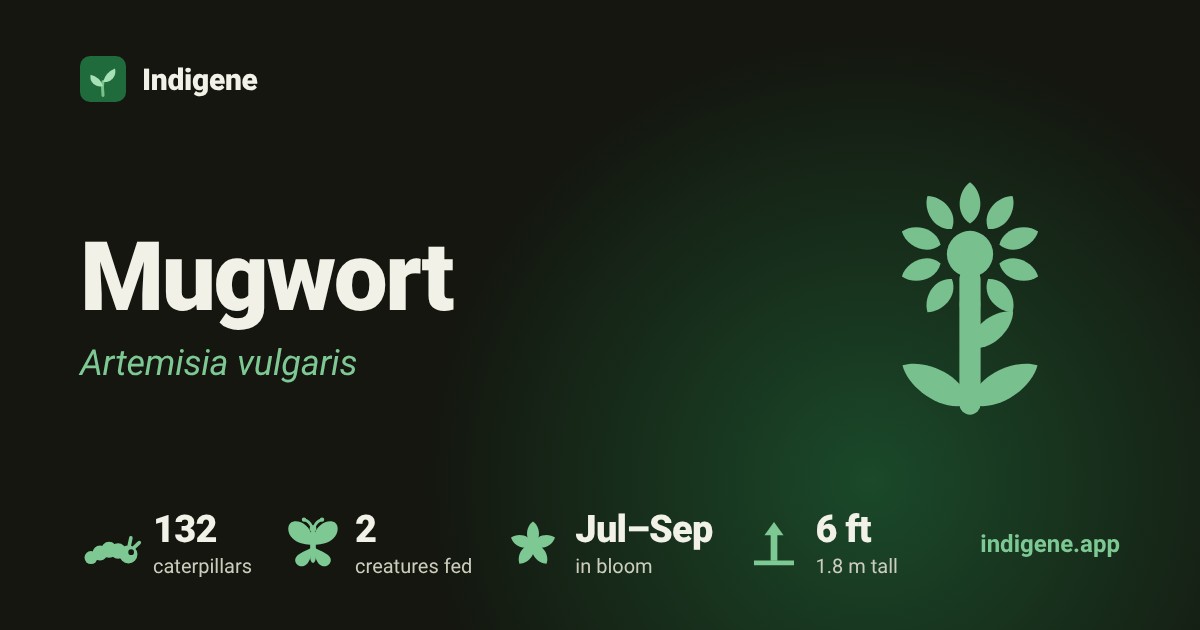 Indigene
Mugwort
Artemisia vulgaris
132
caterpillars
2
creatures fed
Jul–Sep
in bloom
6 ft
1.8 m tall
indigene.app